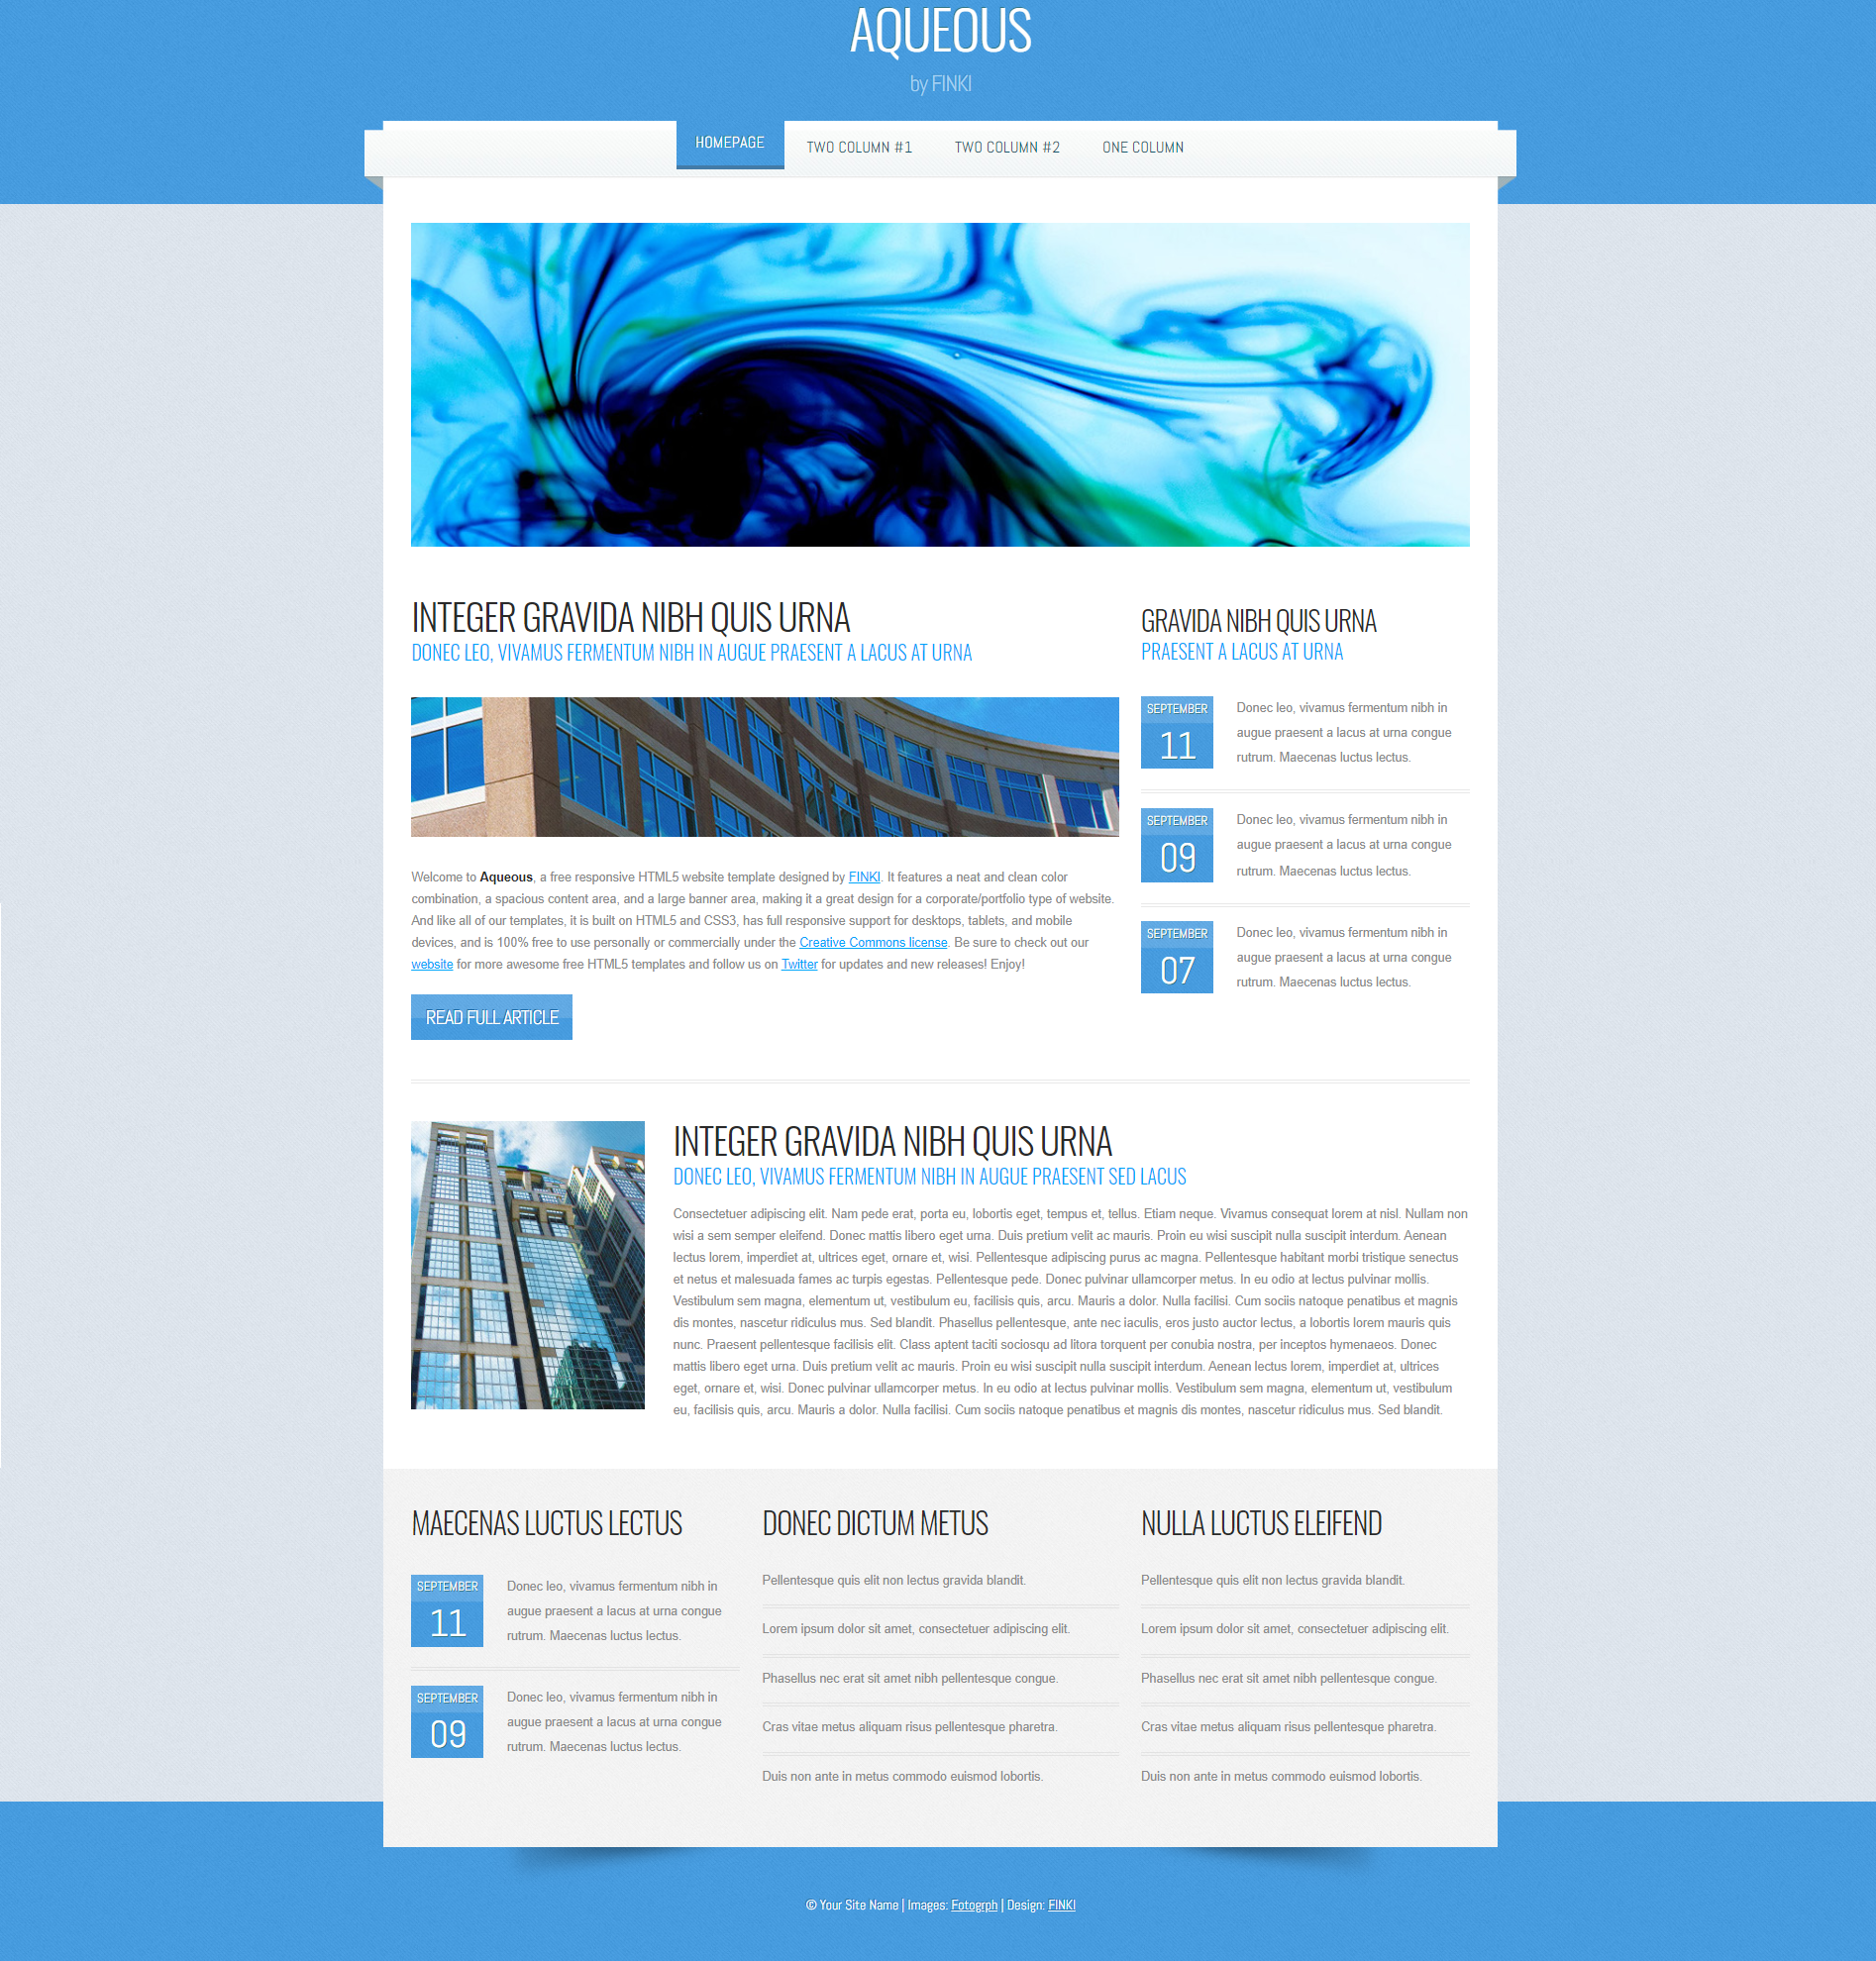 AQUEOUS
by FINKI
HOMEPAGE
TWO COLUMN #1
TWO COLUMN #2
ONE COLUMN
INTEGER GRAVIDA NIBH QUIS URNA
DONEC LEO, VIVAMUS FERMENTUM NIBH IN AUGUE PRAESENT A LACUS AT URNA
Welcome to Aqueous, a free responsive HTML5 website template designed by FINKI. It features a neat and clean color
combination, a spacious content area, and a large banner area, making it a great design for a corporate/portfolio type of website.
And like all of our templates, it is built on HTML5 and CSS3, has full responsive support for desktops, tablets, and mobile
devices, and is 100% free to use personally or commercially under the Creative Commons license. Be sure to check out our
website for more awesome free HTML5 templates and follow us on Twitter for updates and new releases! Enjoy!
READ FULL ARTICLE
GRAVIDA NIBH QUIS URNA
PRAESENT A LACUS AT URNA
SEPTEMBER
11
Donec leo, vivamus fermentum nibh in
augue praesent a lacus at urna congue
rutrum. Maecenas luctus lectus.
SEPTEMBER
09
Donec leo, vivamus fermentum nibh in
augue praesent a lacus at urna congue
rutrum. Maecenas luctus lectus.
SEPTEMBER
07
Donec leo, vivamus fermentum nibh in
augue praesent a lacus at urna congue
rutrum. Maecenas luctus lectus.
INTEGER GRAVIDA NIBH QUIS URNA
DONEC LEO, VIVAMUS FERMENTUM NIBH IN AUGUE PRAESENT SED LACUS
Consectetuer adipiscing elit. Nam pede erat, porta eu, lobortis eget, tempus et, tellus. Etiam neque. Vivamus consequat lorem at nisl. Nullam non
wisi a sem semper eleifend. Donec mattis libero eget urna. Duis pretium velit ac mauris. Proin eu wisi suscipit nulla suscipit interdum. Aenean
lectus lorem, imperdiet at, ultrices eget, ornare et, wisi. Pellentesque adipiscing purus ac magna. Pellentesque habitant morbi tristique senectus
et netus et malesuada fames ac turpis egestas. Pellentesque pede. Donec pulvinar ullamcorper metus. In eu odio at lectus pulvinar mollis.
Vestibulum sem magna, elementum ut, vestibulum eu, facilisis quis, arcu. Mauris a dolor. Nulla facilisi. Cum sociis natoque penatibus et magnis
dis montes, nascetur ridiculus mus. Sed blandit. Phasellus pellentesque, ante nec iaculis, eros justo auctor lectus, a lobortis lorem mauris quis
nunc. Praesent pellentesque facilisis elit. Class aptent taciti sociosqu ad litora torquent per conubia nostra, per inceptos hymenaeos. Donec
mattis libero eget urna. Duis pretium velit ac mauris. Proin eu wisi suscipit nulla suscipit interdum. Aenean lectus lorem, imperdiet at, ultrices
eget, ornare et, wisi. Donec pulvinar ullamcorper metus. In eu odio at lectus pulvinar mollis. Vestibulum sem magna, elementum ut, vestibulum
eu, facilisis quis, arcu. Mauris a dolor. Nulla facilisi. Cum sociis natoque penatibus et magnis dis montes, nascetur ridiculus mus. Sed blandit.
MAECENAS LUCTUS LECTUS
SEPTEMBER
11
Donec leo, vivamus fermentum nibh in
augue praesent a lacus at urna congue
rutrum. Maecenas luctus lectus.
SEPTEMBER
09
Donec leo, vivamus fermentum nibh in
augue praesent a lacus at urna congue
rutrum. Maecenas luctus lectus.
DONEC DICTUM METUS
Pellentesque quis elit non lectus gravida blandit.
Lorem ipsum dolor sit amet, consectetuer adipiscing elit.
Phasellus nec erat sit amet nibh pellentesque congue.
Cras vitae metus aliquam risus pellentesque pharetra.
Duis non ante in metus commodo euismod lobortis.
NULLA LUCTUS ELEIFEND
Pellentesque quis elit non lectus gravida blandit.
Lorem ipsum dolor sit amet, consectetuer adipiscing elit.
Phasellus nec erat sit amet nibh pellentesque congue.
Cras vitae metus aliquam risus pellentesque pharetra.
Duis non ante in metus commodo euismod lobortis.
© Your Site Name | Images: Fotogrph | Design: FINKI